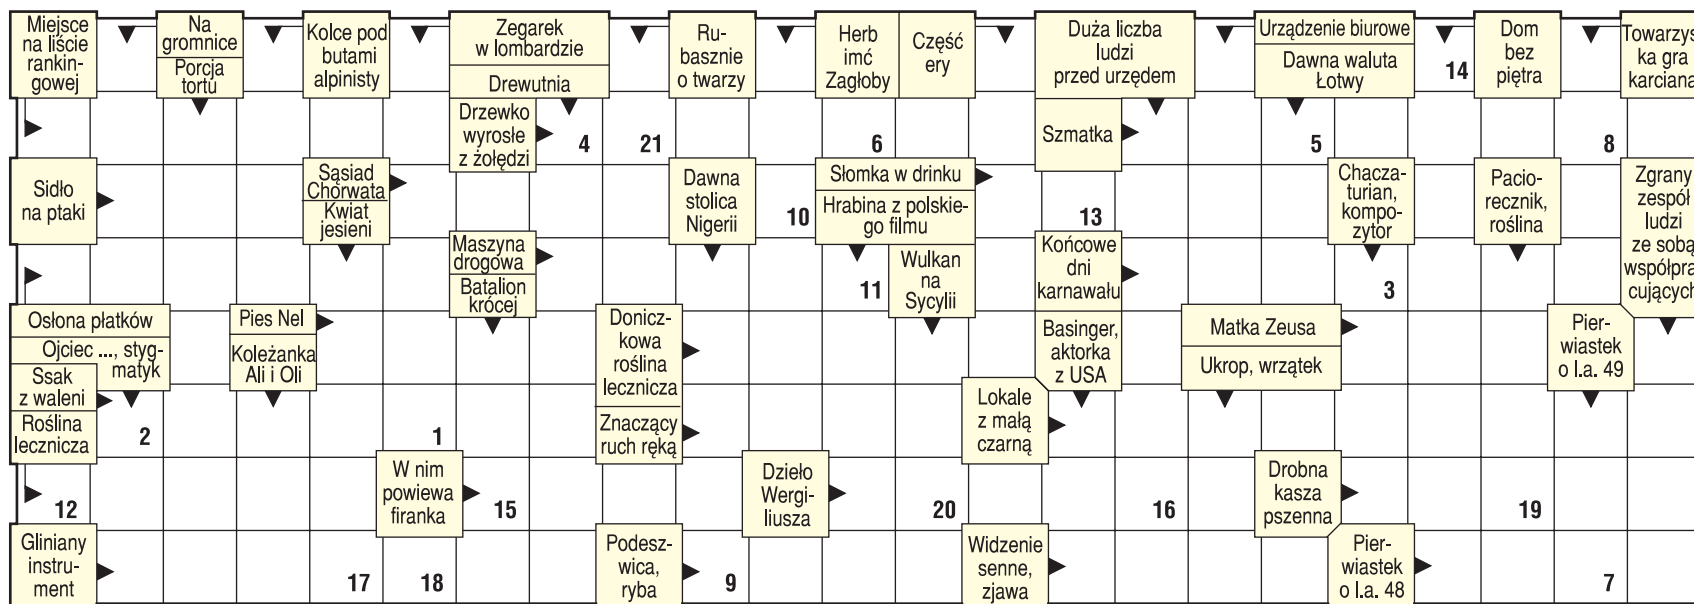 Miejsce
na liście
rankin-
gowej
Na
gromnice
Porcja
tortu
Kolce pod
butami
alpinisty
Zegarek
w lombardzie
Drewutnia
Ru-
basznie
o twarzy
Herb
imć
Zagłoby
Część
ery
Duża liczba
ludzi
przed urzędem
Urządzenie biurowe
Dawna waluta
Łotwy
14
Dom
bez
piętra
Towarzys
ka gra
karciana
Drzewko
wyrosłe
z żołędzi
4
21
6
Szmatka
5
8
Sidło
na ptaki
Sąsiad
Chorwata
Kwiat
jesieni
Dawna
stolica
Nigerii
10
Słomka w drinku
Hrabina z polskie-
go filmu
13
Chacza-
turian,
kompo-
zytor
Pacio-
recznik,
roślina
Zgrany
zespół
ludzi
ze sobą
współpra-
cujących
Maszyna
drogowa
Batalion
krócej
11
Wulkan
na
Sycylii
Końcowe
dni
karnawału
3
Osłona płatków
Ojciec ..., styg-
matyk
Pies Nel
Koleżanka
Ali i Oli
Donicz-
kowa
roślina
lecznicza
Znaczący
ruch ręką
Basinger,
aktorka
z USA
Matka Zeusa
Ukrop, wrzątek
Pier-
wiastek
o l.a. 49
Ssak
z waleni
Roślina
lecznicza
2
1
Lokale
z małą
czarną
12
W nim
powiewa
firanka
15
Dzieło
Wergi-
liusza
20
16
Drobna
kasza
pszenna
19
Gliniany
instru-
ment
17
18
Podesz-
wica,
ryba
9
Widzenie
senne,
zjawa
Pier-
wiastek
o l.a. 48
7